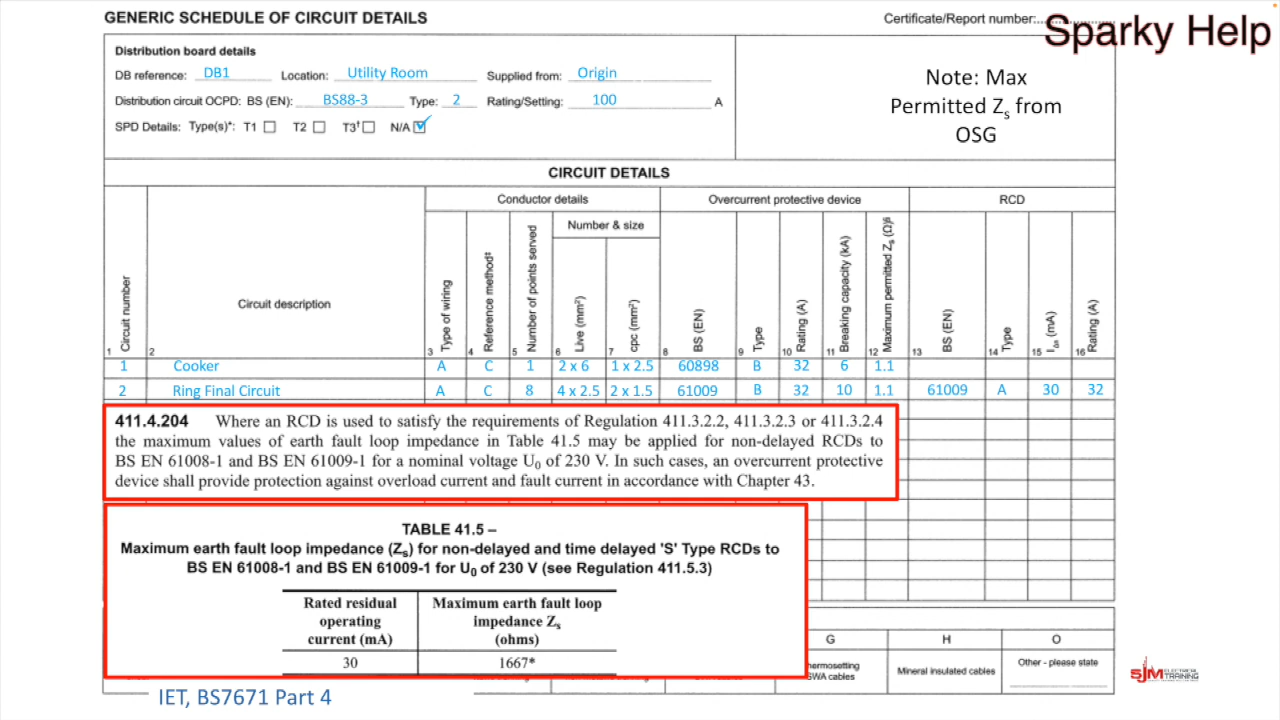 GENERIC SCHEDULE OF CIRCUIT DETAILS
Certificate/Report number:
Sparky Help
Distribution board details
DB reference: DB1 Location: Utility Room Supplied from: Origin
Distribution circuit OCPD: BS (EN): BS88-3 Type: 2 Rating/Setting: 100 A
SPD Details: Type(s)*: T1 ☐ T2 ☐ T3† ☐ N/A ☑
Note: Max
Permitted Zs from
OSG
CIRCUIT DETAILS
Conductor details
Overcurrent protective device
RCD
Number & size
1 Circuit number
2 Circuit description
3 Type of wiring
4 Reference method‡
5 Number of points served
6 Live (mm²)
7 cpc (mm²)
8 BS (EN)
9 Type
10 Rating (A)
11 Breaking capacity (kA)
12 Maximum permitted Zs (Ω)§
13 BS (EN)
14 Type
15 IΔn (mA)
16 Rating (A)
1 Cooker A C 1 2 x 6 1 x 2.5 60898 B 32 6 1.1
2 Ring Final Circuit A C 8 4 x 2.5 2 x 1.5 61009 B 32 10 1.1 61009 A 30 32
411.4.204 Where an RCD is used to satisfy the requirements of Regulation 411.3.2.2, 411.3.2.3 or 411.3.2.4
the maximum values of earth fault loop impedance in Table 41.5 may be applied for non-delayed RCDs to
BS EN 61008-1 and BS EN 61009-1 for a nominal voltage U0 of 230 V. In such cases, an overcurrent protective
device shall provide protection against overload current and fault current in accordance with Chapter 43.
TABLE 41.5 –
Maximum earth fault loop impedance (Zs) for non-delayed and time delayed 'S' Type RCDs to
BS EN 61008-1 and BS EN 61009-1 for U0 of 230 V (see Regulation 411.5.3)
Rated residual
operating
current (mA)
Maximum earth fault loop
impedance Zs
(ohms)
30 1667*
G H O
SWA cables
Mineral insulated cables
Other - please state
SJM ELECTRICAL
TRAINING
IET, BS7671 Part 4